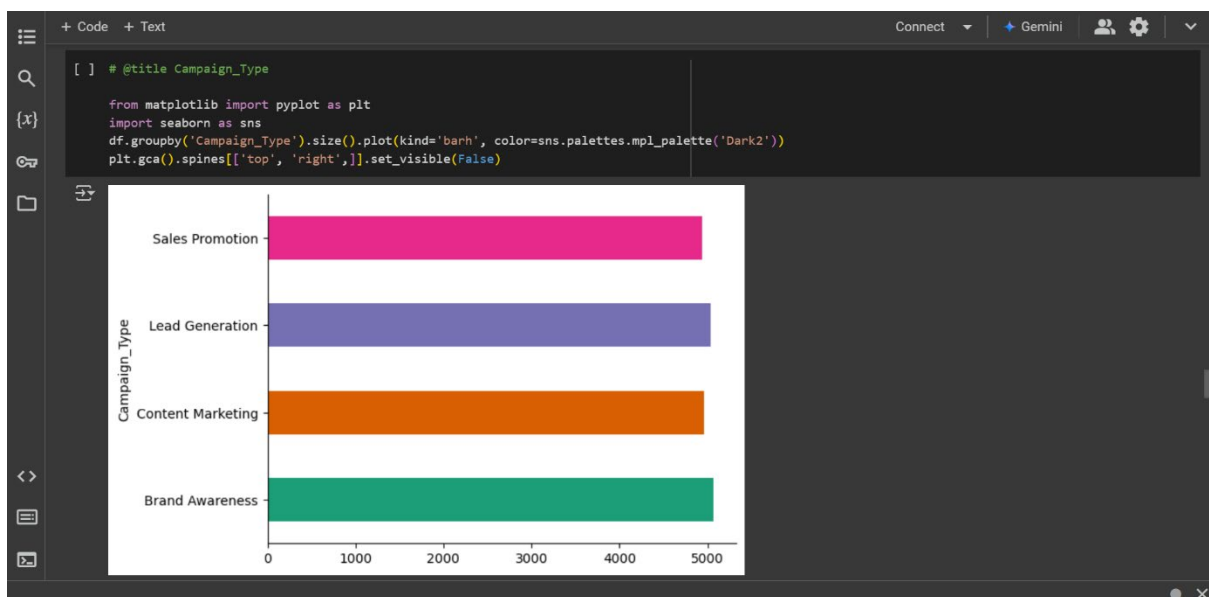 + Code + Text
Connect
Gemini
[ ] # @title Campaign_Type
from matplotlib import pyplot as plt
import seaborn as sns
df.groupby('Campaign_Type').size().plot(kind='barh', color=sns.palettes.mpl_palette('Dark2'))
plt.gca().spines[['top', 'right',]].set_visible(False)
{x}
Sales Promotion
Lead Generation
Campaign_Type
Content Marketing
Brand Awareness
0 1000 2000 3000 4000 5000